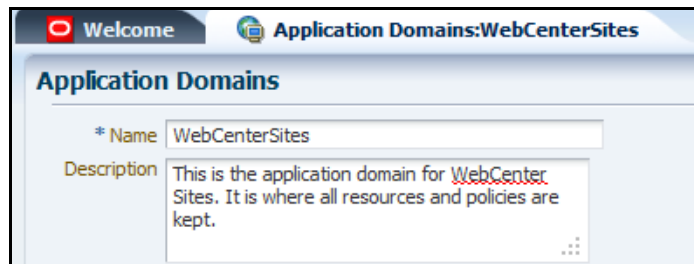 Welcome
Application Domains:WebCenterSites
Application Domains
* Name WebCenterSites
Description This is the application domain for WebCenter
Sites. It is where all resources and policies are
kept.